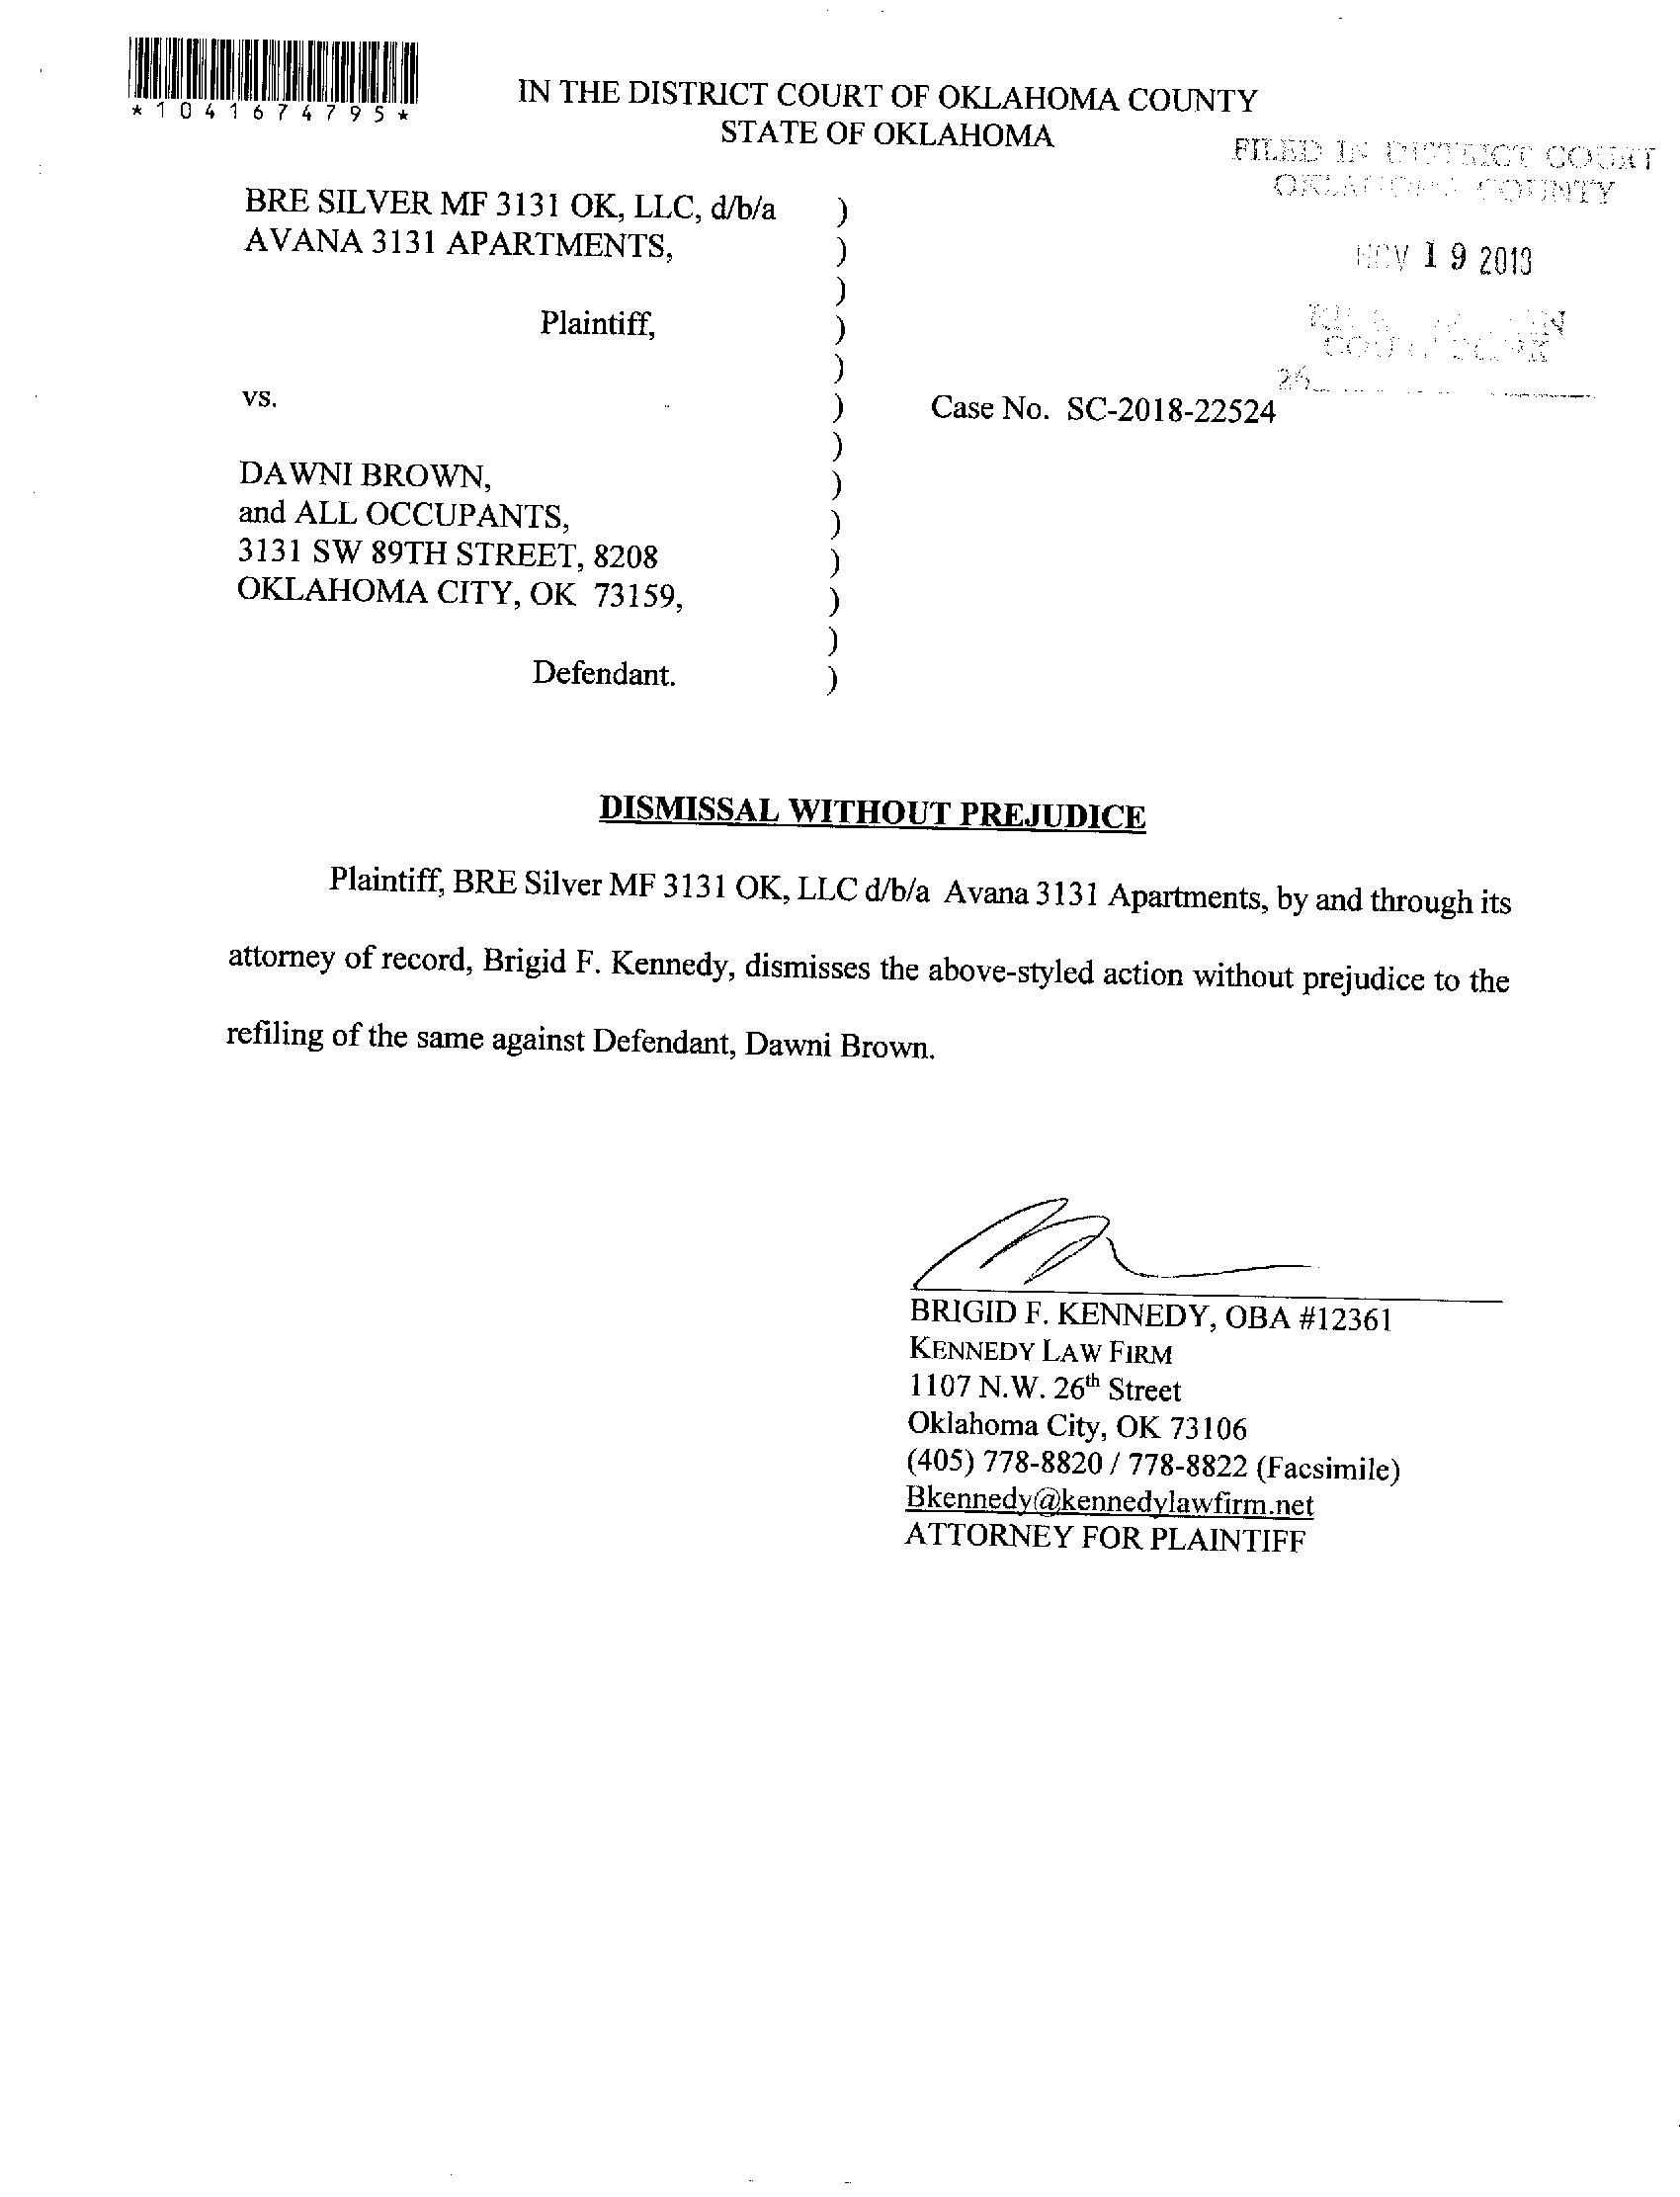 *1041674795*
IN THE DISTRICT COURT OF OKLAHOMA COUNTY
STATE OF OKLAHOMA
FILED IN DISTRICT COURT
OKLAHOMA COUNTY
NOV 19 2018
COURT CLERK
26
BRE SILVER MF 3131 OK, LLC, d/b/a )
AVANA 3131 APARTMENTS, )
)
Plaintiff, )
)
vs. ) Case No. SC-2018-22524
)
DAWNI BROWN, )
and ALL OCCUPANTS, )
3131 SW 89TH STREET, 8208 )
OKLAHOMA CITY, OK 73159, )
)
Defendant. )
DISMISSAL WITHOUT PREJUDICE
Plaintiff, BRE Silver MF 3131 OK, LLC d/b/a Avana 3131 Apartments, by and through its
attorney of record, Brigid F. Kennedy, dismisses the above-styled action without prejudice to the
refiling of the same against Defendant, Dawni Brown.
BRIGID F. KENNEDY, OBA #12361
KENNEDY LAW FIRM
1107 N.W. 26th Street
Oklahoma City, OK 73106
(405) 778-8820 / 778-8822 (Facsimile)
Bkennedy@kennedylawfirm.net
ATTORNEY FOR PLAINTIFF